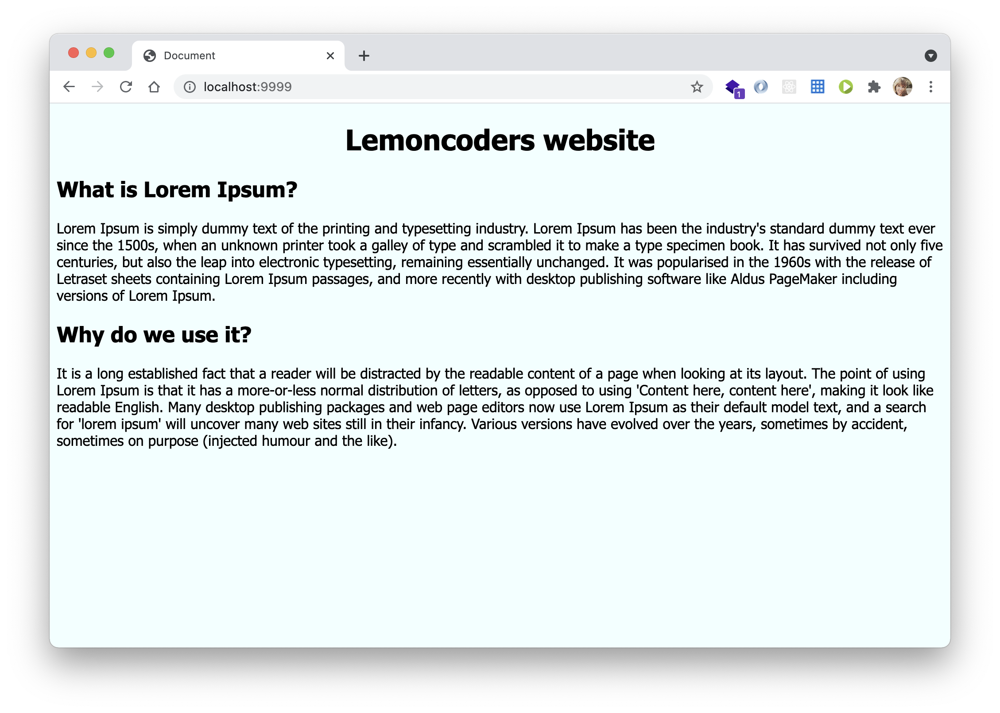 Document
localhost:9999
1
Lemoncoders website
What is Lorem Ipsum?
Lorem Ipsum is simply dummy text of the printing and typesetting industry. Lorem Ipsum has been the industry's standard dummy text ever
since the 1500s, when an unknown printer took a galley of type and scrambled it to make a type specimen book. It has survived not only five
centuries, but also the leap into electronic typesetting, remaining essentially unchanged. It was popularised in the 1960s with the release of
Letraset sheets containing Lorem Ipsum passages, and more recently with desktop publishing software like Aldus PageMaker including
versions of Lorem Ipsum.
Why do we use it?
It is a long established fact that a reader will be distracted by the readable content of a page when looking at its layout. The point of using
Lorem Ipsum is that it has a more-or-less normal distribution of letters, as opposed to using 'Content here, content here', making it look like
readable English. Many desktop publishing packages and web page editors now use Lorem Ipsum as their default model text, and a search
for 'lorem ipsum' will uncover many web sites still in their infancy. Various versions have evolved over the years, sometimes by accident,
sometimes on purpose (injected humour and the like).